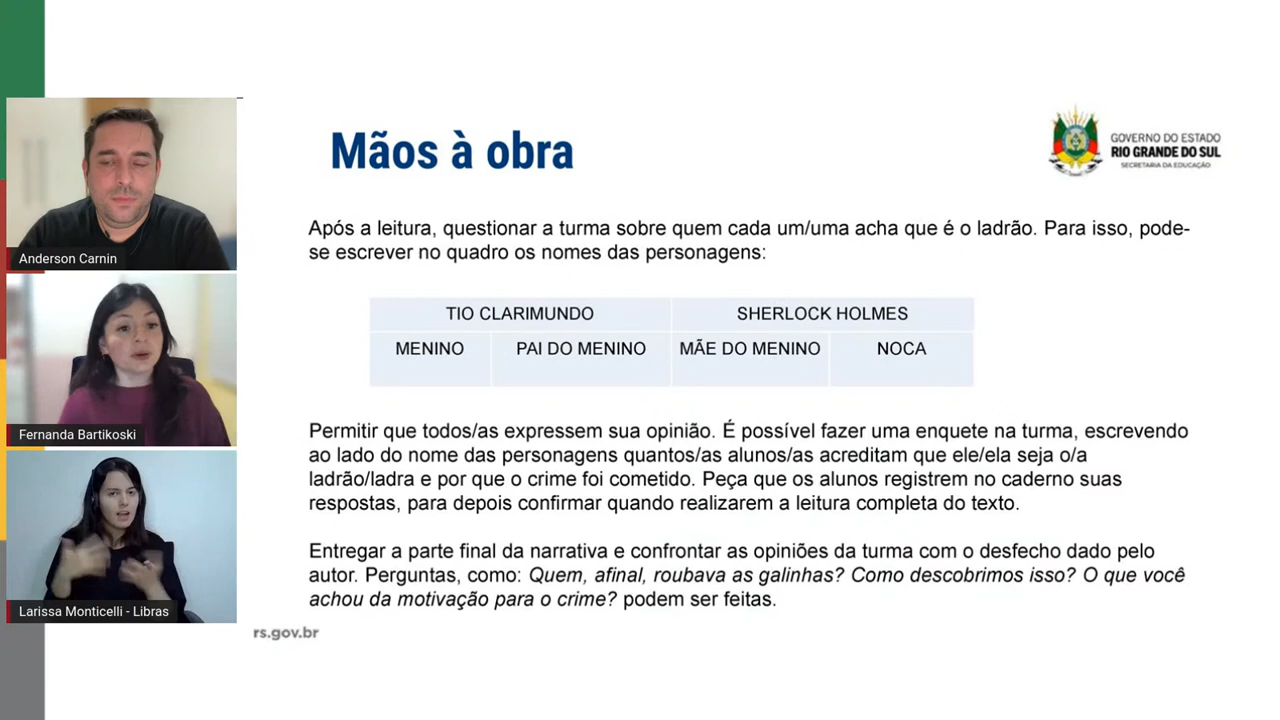 Mãos à obra
GOVERNO DO ESTADO
RIO GRANDE DO SUL
SECRETARIA DA EDUCAÇÃO
Anderson Carnin
Fernanda Bartikoski
Larissa Monticelli - Libras
Após a leitura, questionar a turma sobre quem cada um/uma acha que é o ladrão. Para isso, pode-
se escrever no quadro os nomes das personagens:
TIO CLARIMUNDO SHERLOCK HOLMES
MENINO PAI DO MENINO MÃE DO MENINO NOCA
Permitir que todos/as expressem sua opinião. É possível fazer uma enquete na turma, escrevendo
ao lado do nome das personagens quantos/as alunos/as acreditam que ele/ela seja o/a
ladrão/ladra e por que o crime foi cometido. Peça que os alunos registrem no caderno suas
respostas, para depois confirmar quando realizarem a leitura completa do texto.
Entregar a parte final da narrativa e confrontar as opiniões da turma com o desfecho dado pelo
autor. Perguntas, como: Quem, afinal, roubava as galinhas? Como descobrimos isso? O que você
achou da motivação para o crime? podem ser feitas.
rs.gov.br